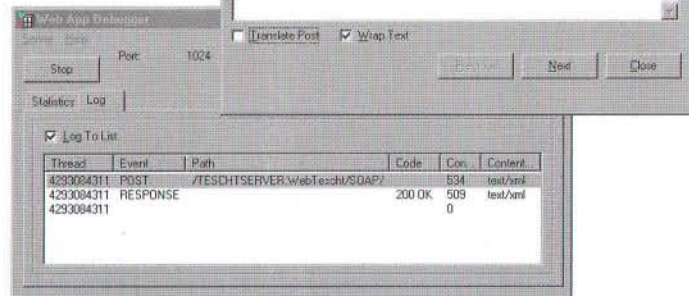 Web App Debugger
Server Help
Translate Post Wrap Text
Port: 1024
Stop
Previous Next Close
Statistics Log
Log To List
Thread Event Path Code Con... Content...
4293084311 POST /TESCHTSERVER.WebTescht/SOAP/ 534 text/xml
4293084311 RESPONSE 200 OK 509 text/xml
4293084311 0